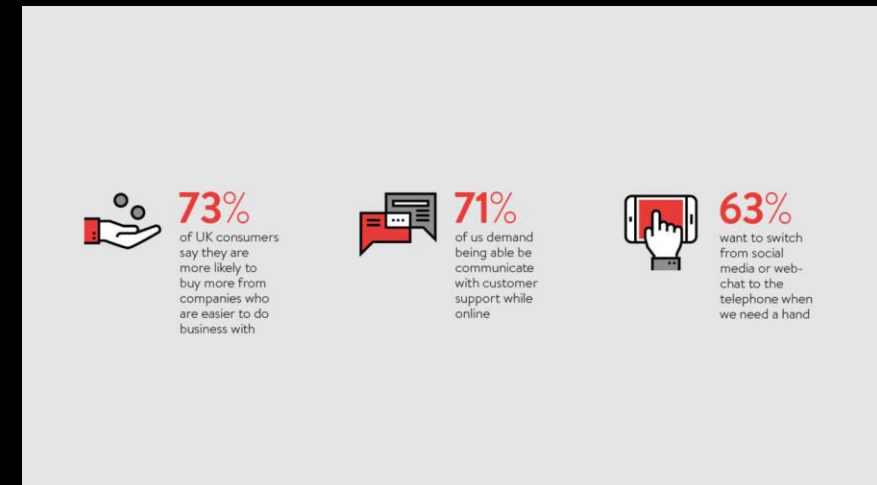 73%
of UK consumers
say they are
more likely to
buy more from
companies who
are easier to do
business with
71%
of us demand
being able be
communicate
with customer
support while
online
63%
want to switch
from social
media or web-
chat to the
telephone when
we need a hand